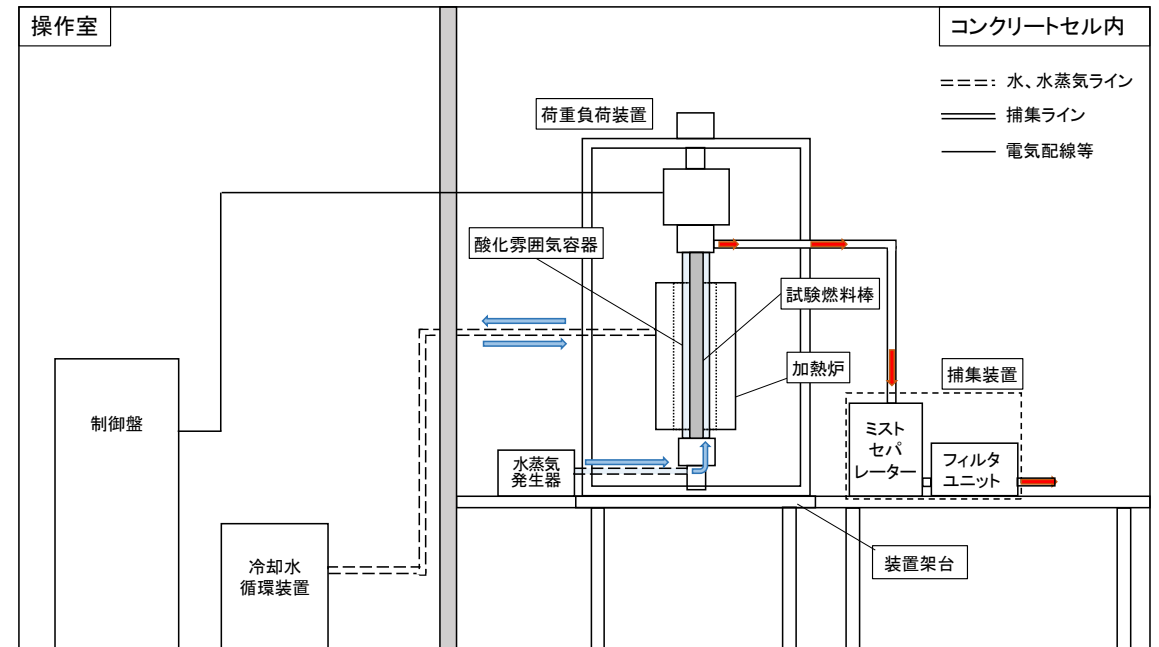 操作室
コンクリートセル内
水、水蒸気ライン
捕集ライン
電気配線等
荷重負荷装置
酸化雰囲気容器
試験燃料棒
加熱炉
捕集装置
制御盤
ミスト
セパ
レーター
フィルタ
ユニット
水蒸気
発生器
冷却水
循環装置
装置架台